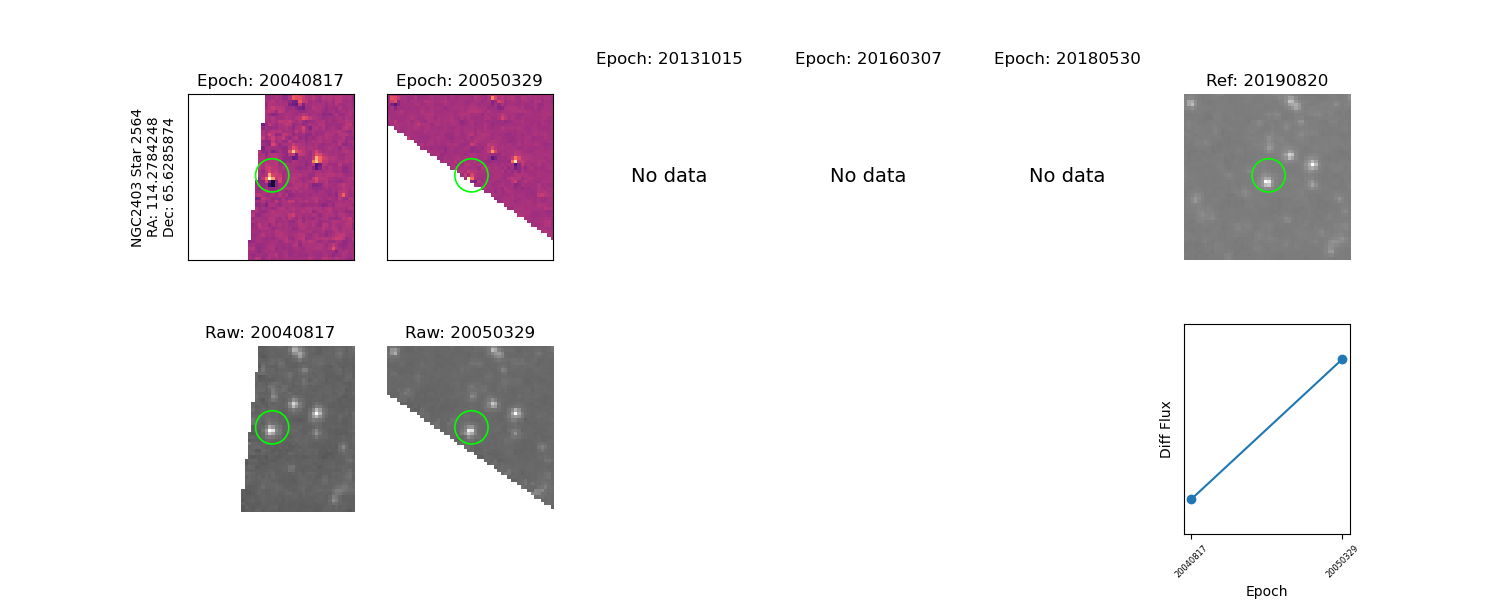 Epoch: 20040817
Epoch: 20050329
Epoch: 20131015
Epoch: 20160307
Epoch: 20180530
Ref: 20190820
NGC2403 Star 2564
RA: 114.2784248
Dec: 65.6285874
No data
No data
No data
Raw: 20040817
Raw: 20050329
Diff Flux
20040817
20050329
Epoch